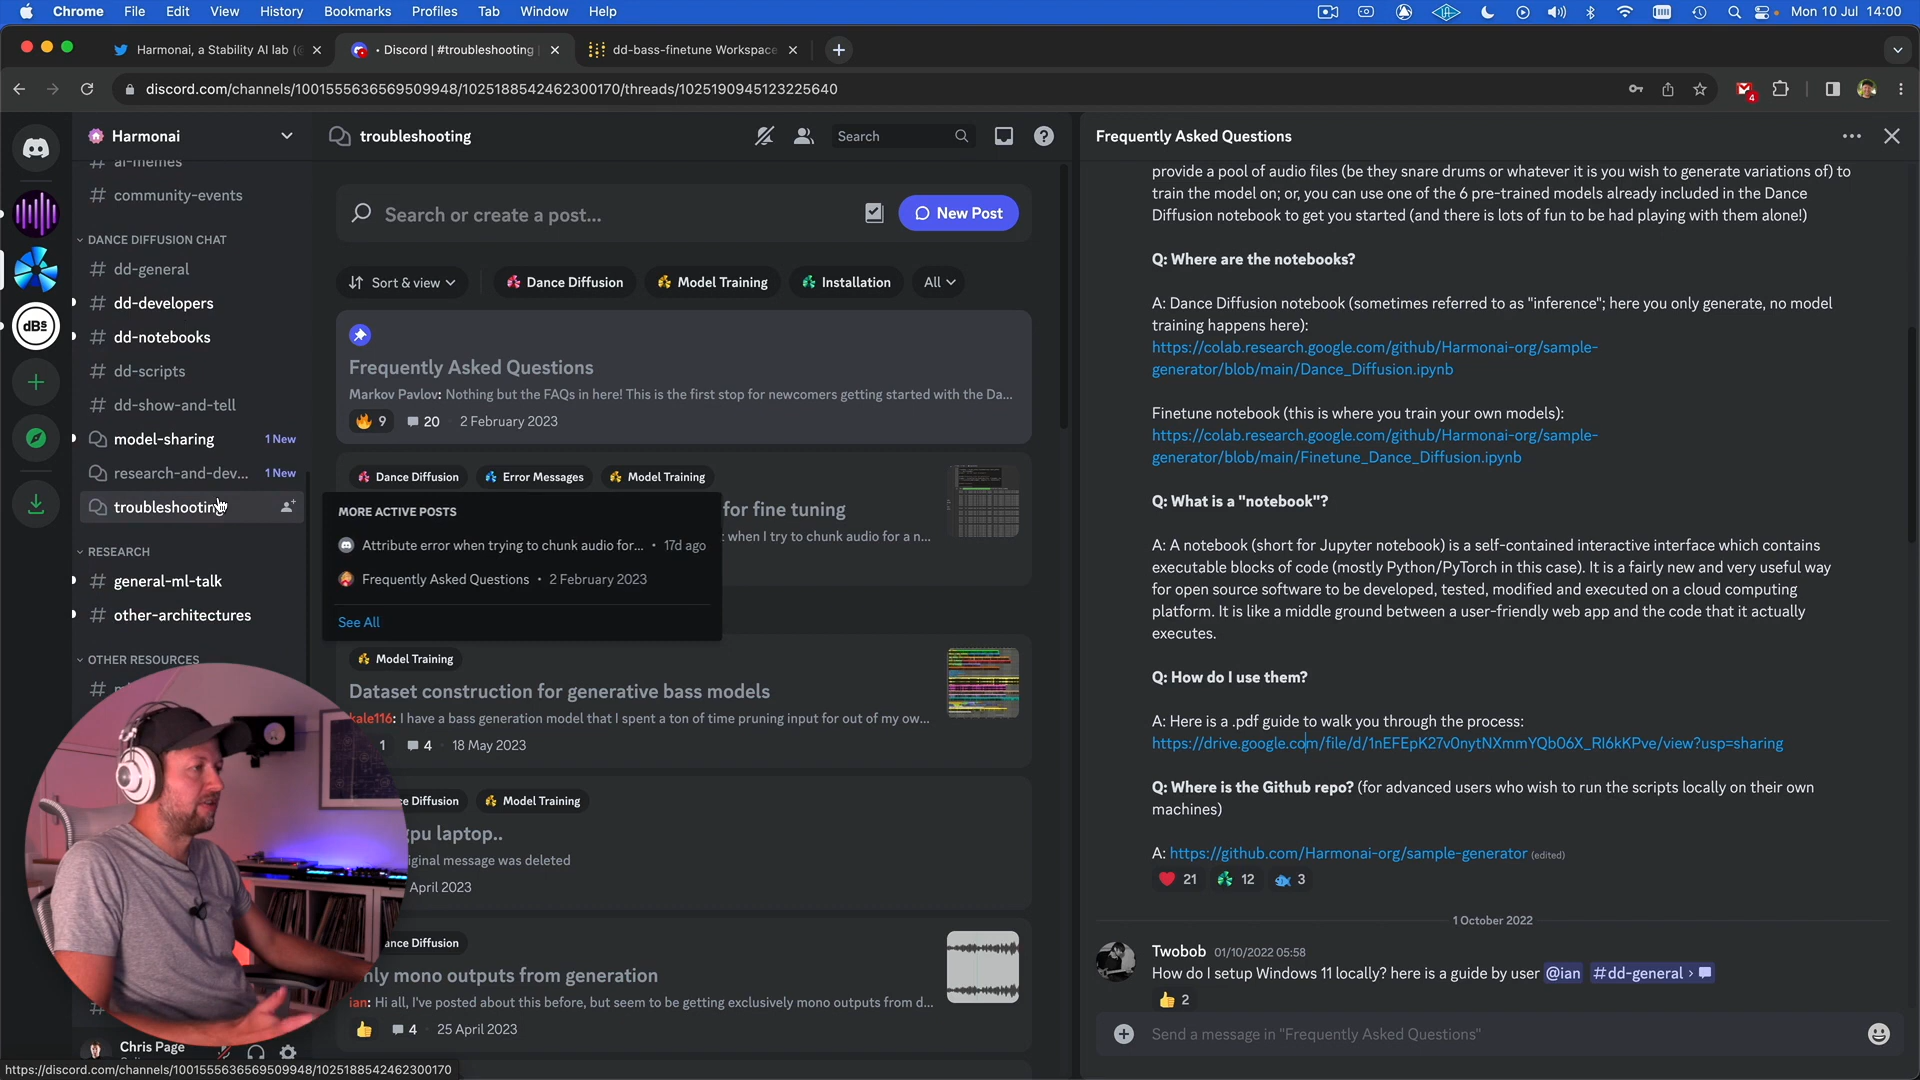 Chrome File Edit View History Bookmarks Profiles Tab Window Help
Mon 10 Jul 14:00
Harmonai, a Stability AI lab (
Discord | #troubleshooting
dd-bass-finetune Workspace
discord.com/channels/1001555636569509948/1025188542462300170/threads/1025190945123225640
4
Harmonai
ai-memes
community-events
DANCE DIFFUSION CHAT
dd-general
dd-developers
dd-notebooks
dd-scripts
dd-show-and-tell
model-sharing
1 New
research-and-dev...
1 New
troubleshooting
RESEARCH
general-ml-talk
other-architectures
OTHER RESOURCES
dBs
Chris Page
https://discord.com/channels/1001555636569509948/1025188542462300170
troubleshooting
Search
Search or create a post...
New Post
Sort & view
Dance Diffusion
Model Training
Installation
All
Frequently Asked Questions
Markov Pavlov: Nothing but the FAQs in here! This is the first stop for newcomers getting started with the Da...
9 20 2 February 2023
Dance Diffusion Error Messages Model Training
for fine tuning
when I try to chunk audio for a n...
MORE ACTIVE POSTS
Attribute error when trying to chunk audio for... • 17d ago
Frequently Asked Questions • 2 February 2023
See All
Model Training
Dataset construction for generative bass models
kale116: I have a bass generation model that I spent a ton of time pruning input for out of my ow...
1 4 18 May 2023
ce Diffusion Model Training
gpu laptop..
iginal message was deleted
April 2023
ance Diffusion
nly mono outputs from generation
ian: Hi all, I've posted about this before, but seem to be getting exclusively mono outputs from d...
4 25 April 2023
Frequently Asked Questions
provide a pool of audio files (be they snare drums or whatever it is you wish to generate variations of) to
train the model on; or, you can use one of the 6 pre-trained models already included in the Dance
Diffusion notebook to get you started (and there is lots of fun to be had playing with them alone!)
Q: Where are the notebooks?
A: Dance Diffusion notebook (sometimes referred to as "inference"; here you only generate, no model
training happens here):
https://colab.research.google.com/github/Harmonai-org/sample-
generator/blob/main/Dance_Diffusion.ipynb
Finetune notebook (this is where you train your own models):
https://colab.research.google.com/github/Harmonai-org/sample-
generator/blob/main/Finetune_Dance_Diffusion.ipynb
Q: What is a "notebook"?
A: A notebook (short for Jupyter notebook) is a self-contained interactive interface which contains
executable blocks of code (mostly Python/PyTorch in this case). It is a fairly new and very useful way
for open source software to be developed, tested, modified and executed on a cloud computing
platform. It is like a middle ground between a user-friendly web app and the code that it actually
executes.
Q: How do I use them?
A: Here is a .pdf guide to walk you through the process:
https://drive.google.com/file/d/1nEFEpK27v0nytNXmmYQb06X_RI6kKPve/view?usp=sharing
Q: Where is the Github repo? (for advanced users who wish to run the scripts locally on their own
machines)
A: https://github.com/Harmonai-org/sample-generator (edited)
21 12 3
1 October 2022
Twobob 01/10/2022 05:58
How do I setup Windows 11 locally? here is a guide by user @ian #dd-general ›
2
Send a message in "Frequently Asked Questions"